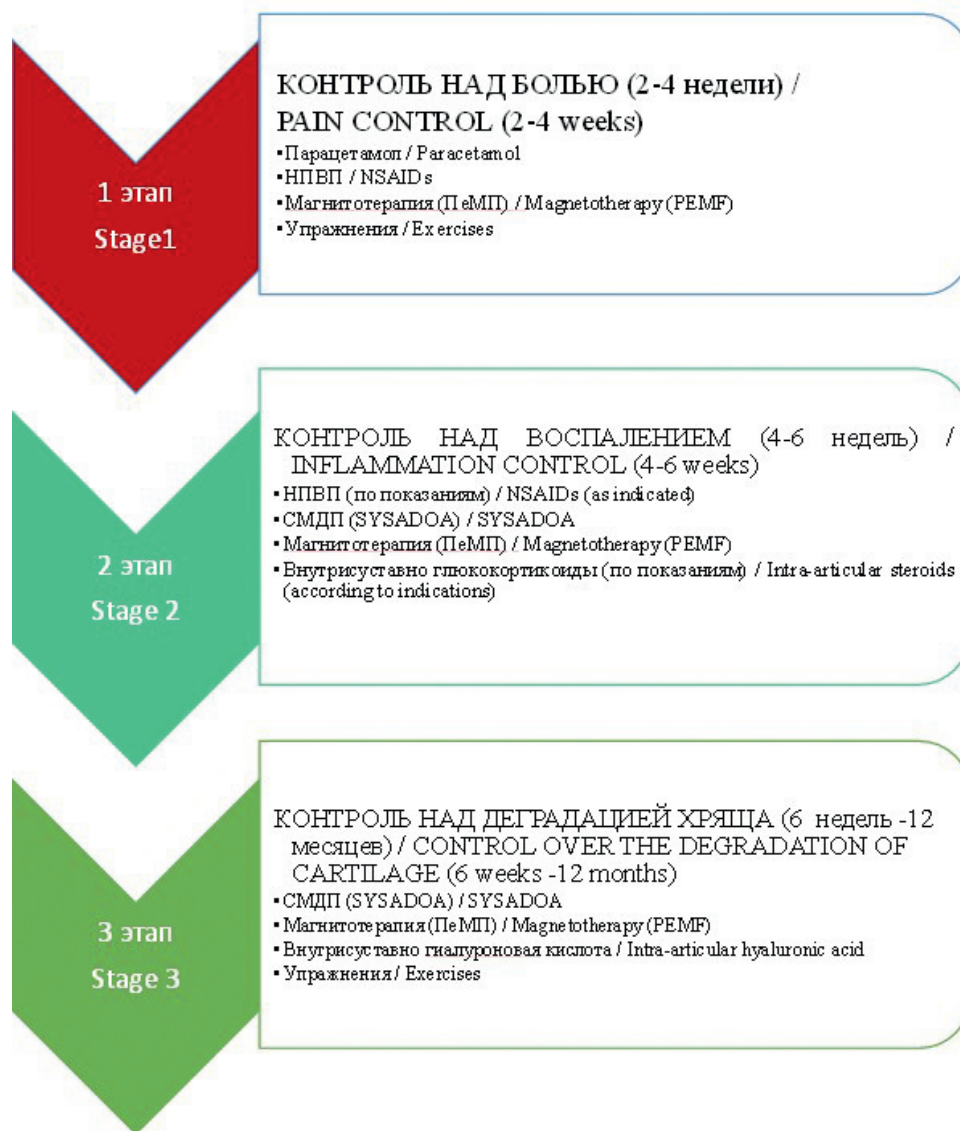 1 этап
Stage1
КОНТРОЛЬ НАД БОЛЬЮ (2-4 недели) /
PAIN CONTROL (2-4 weeks)
▪Парацетамол / Paracetamol
▪НПВП / NSAIDs
▪Магнитотерапия (ПеМП) / Magnetotherapy (PEMF)
▪Упражнения / Exercises
2 этап
Stage 2
КОНТРОЛЬ НАД ВОСПАЛЕНИЕМ (4-6 недель) /
INFLAMMATION CONTROL (4-6 weeks)
▪НПВП (по показаниям) / NSAIDs (as indicated)
▪СМДП (SYSADOA) / SYSADOA
▪Магнитотерапия (ПеМП) / Magnetotherapy (PEMF)
▪Внутрисуставно глюкокортикоиды (по показаниям) / Intra-articular steroids
(according to indications)
3 этап
Stage 3
КОНТРОЛЬ НАД ДЕГРАДАЦИЕЙ ХРЯЩА (6 недель -12
месяцев) / CONTROL OVER THE DEGRADATION OF
CARTILAGE (6 weeks -12 months)
▪СМДП (SYSADOA) / SYSADOA
▪Магнитотерапия (ПеМП) / Magnetotherapy (PEMF)
▪Внутрисуставно гиалуроновая кислота / Intra-articular hyaluronic acid
▪Упражнения / Exercises